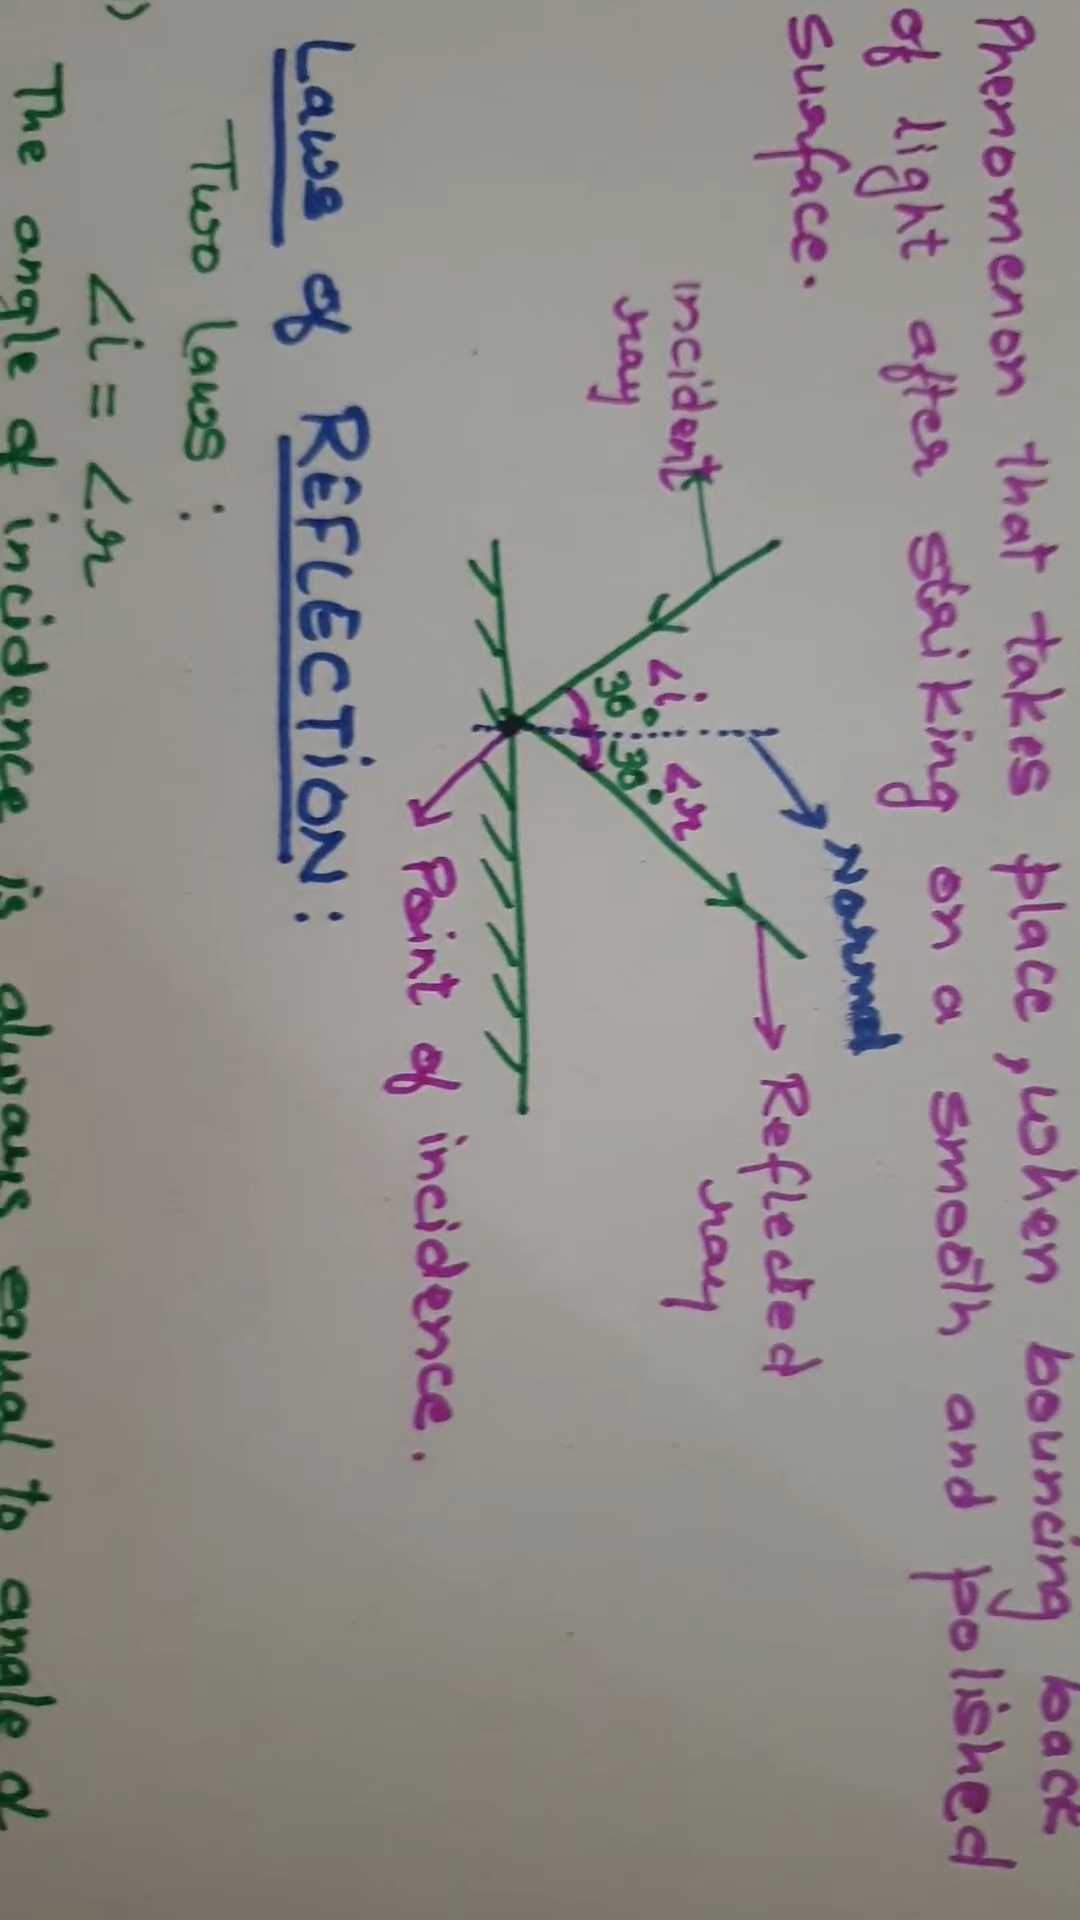 Phenomenon that takes place, when bouncing back
of light after staiking on a smooth and polished
surface.
Normal
incident
ray
Reflected
ray
∠i
∠r
30°
30°
Point of incidence.
Laws of REFLECTION:
Two laws:
)
∠i = ∠r
The angle of incidence is always equal to angle of